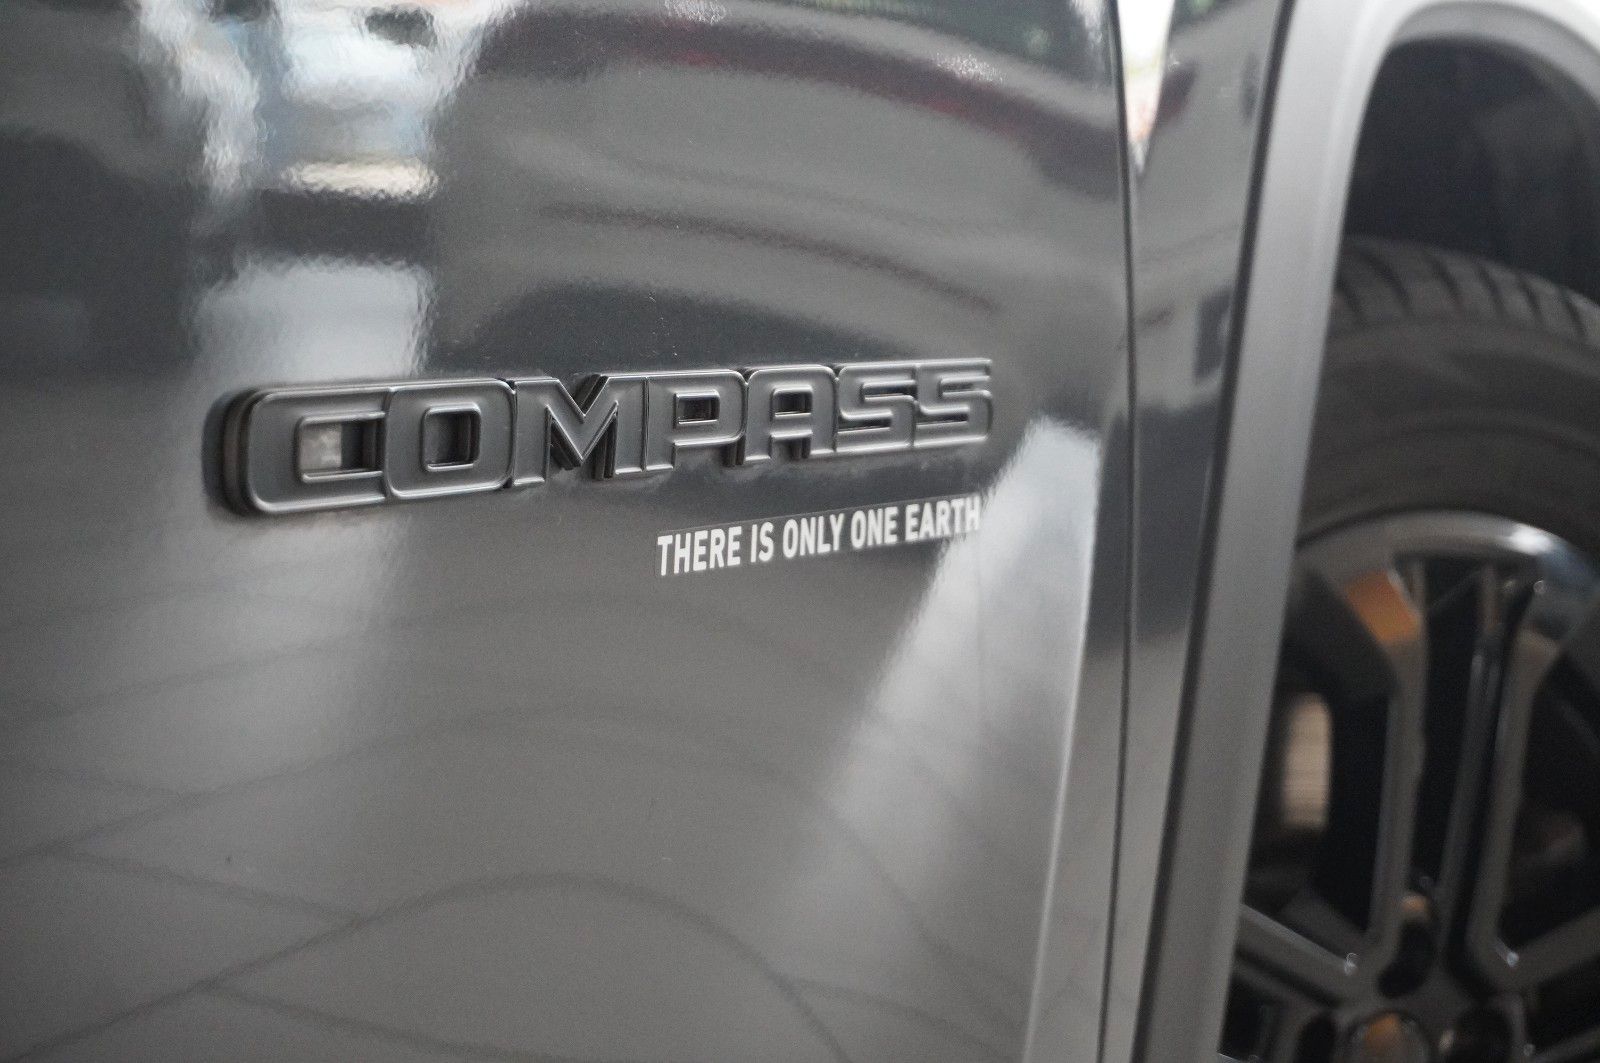 COMPASS
THERE IS ONLY ONE EARTH